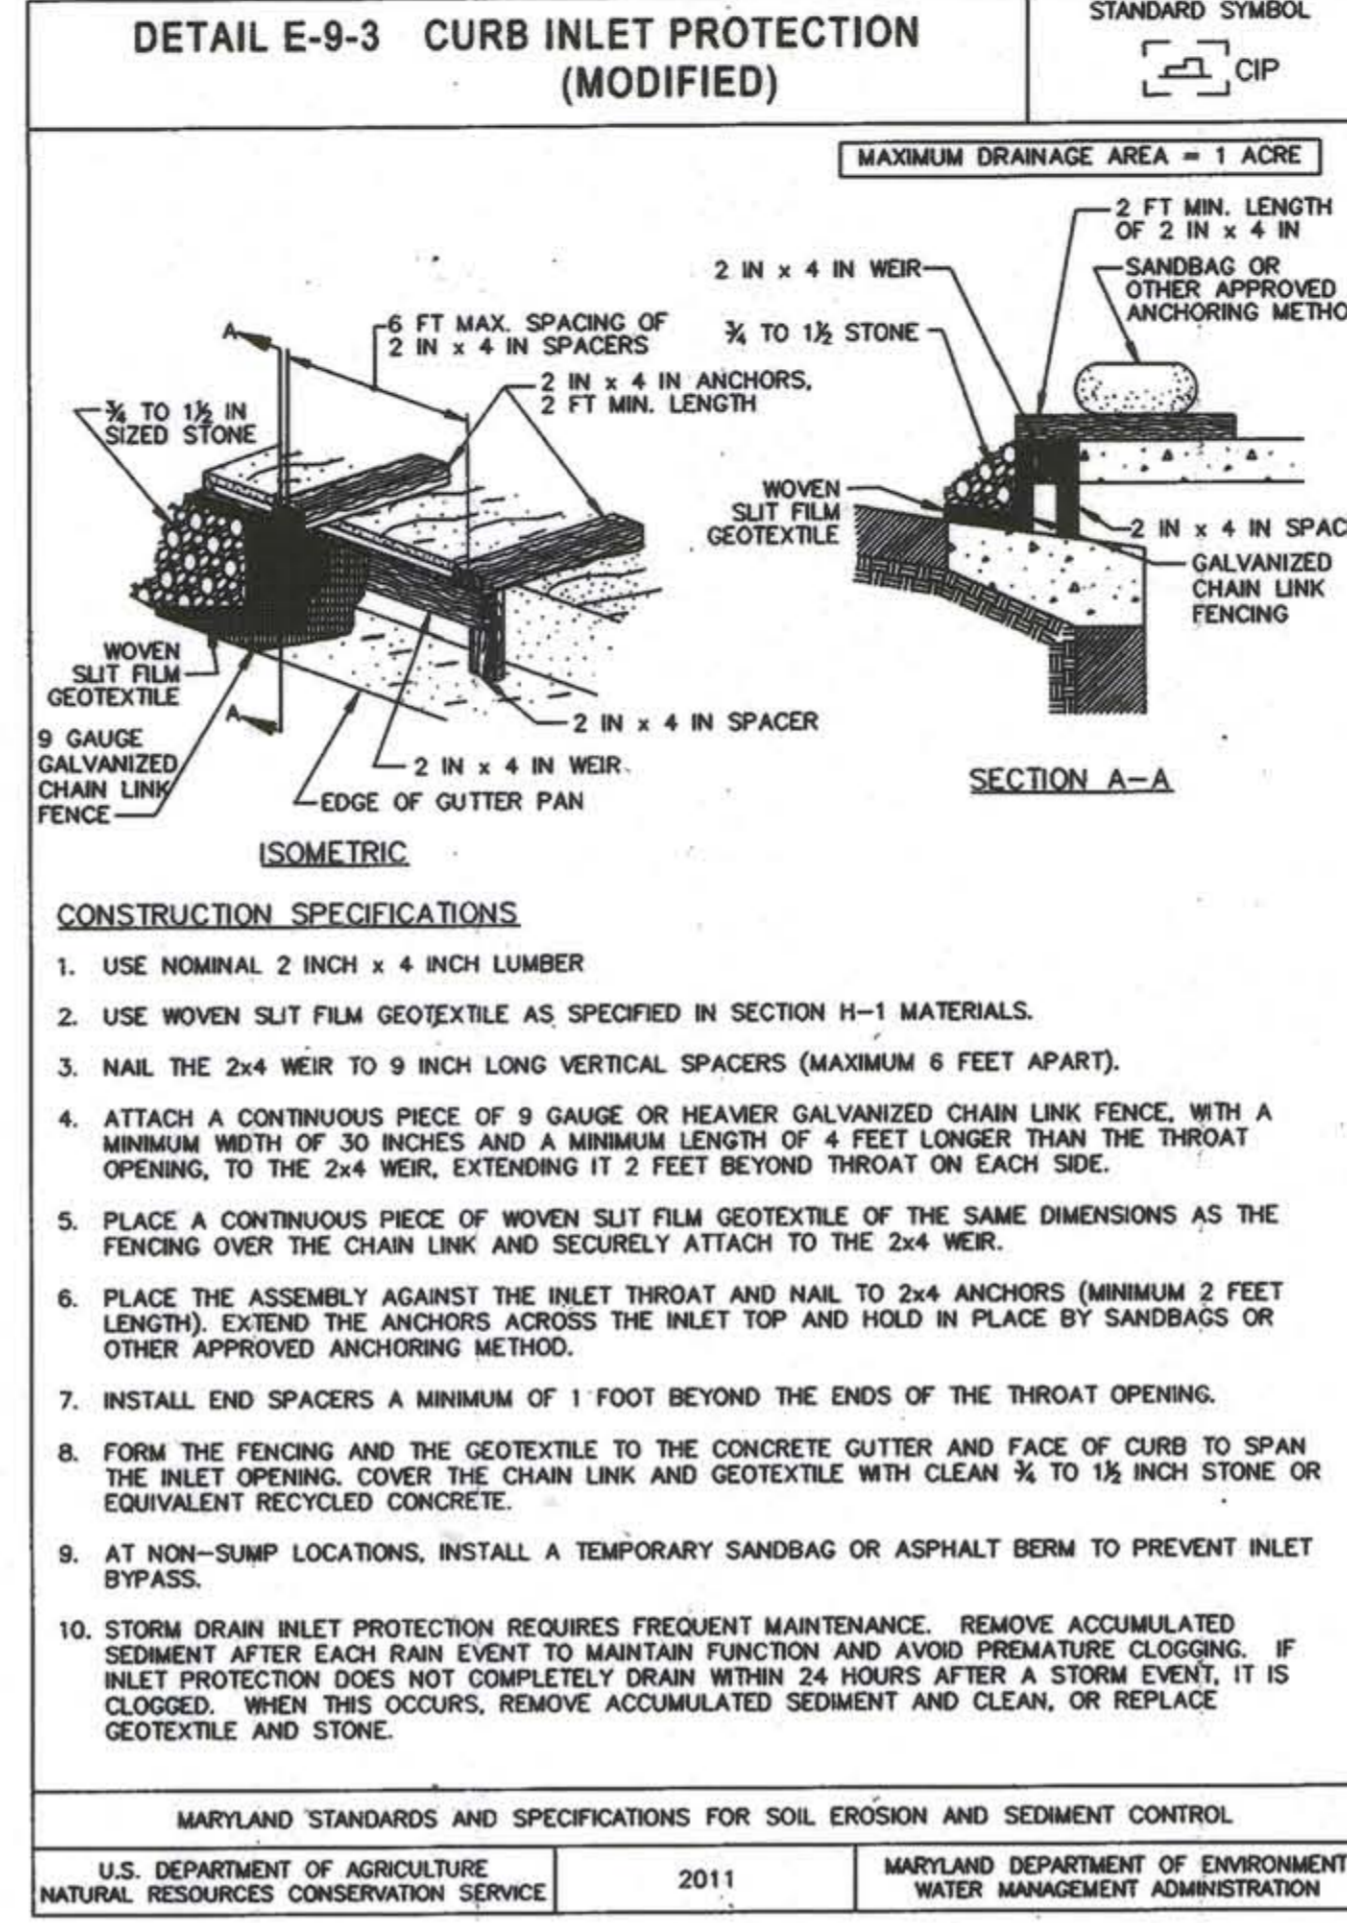 DETAIL E-9-3 CURB INLET PROTECTION
(MODIFIED)
STANDARD SYMBOL
CIP
MAXIMUM DRAINAGE AREA = 1 ACRE
A
6 FT MAX. SPACING OF
2 IN x 4 IN SPACERS
2 IN x 4 IN ANCHORS,
2 FT MIN. LENGTH
¾ TO 1½ IN
SIZED STONE
WOVEN
SLIT FILM
GEOTEXTILE
A
9 GAUGE
GALVANIZED
CHAIN LINK
FENCE
2 IN x 4 IN SPACER
2 IN x 4 IN WEIR
EDGE OF GUTTER PAN
ISOMETRIC
2 FT MIN. LENGTH
OF 2 IN x 4 IN
2 IN x 4 IN WEIR
SANDBAG OR
OTHER APPROVED
ANCHORING METHO
¾ TO 1½ STONE
WOVEN
SLIT FILM
GEOTEXTILE
2 IN x 4 IN SPAC
GALVANIZED
CHAIN LINK
FENCING
SECTION A-A
CONSTRUCTION SPECIFICATIONS
1. USE NOMINAL 2 INCH x 4 INCH LUMBER
2. USE WOVEN SLIT FILM GEOTEXTILE AS SPECIFIED IN SECTION H-1 MATERIALS.
3. NAIL THE 2x4 WEIR TO 9 INCH LONG VERTICAL SPACERS (MAXIMUM 6 FEET APART).
4. ATTACH A CONTINUOUS PIECE OF 9 GAUGE OR HEAVIER GALVANIZED CHAIN LINK FENCE, WITH A
MINIMUM WIDTH OF 30 INCHES AND A MINIMUM LENGTH OF 4 FEET LONGER THAN THE THROAT
OPENING, TO THE 2x4 WEIR, EXTENDING IT 2 FEET BEYOND THROAT ON EACH SIDE.
5. PLACE A CONTINUOUS PIECE OF WOVEN SLIT FILM GEOTEXTILE OF THE SAME DIMENSIONS AS THE
FENCING OVER THE CHAIN LINK AND SECURELY ATTACH TO THE 2x4 WEIR.
6. PLACE THE ASSEMBLY AGAINST THE INLET THROAT AND NAIL TO 2x4 ANCHORS (MINIMUM 2 FEET
LENGTH). EXTEND THE ANCHORS ACROSS THE INLET TOP AND HOLD IN PLACE BY SANDBAGS OR
OTHER APPROVED ANCHORING METHOD.
7. INSTALL END SPACERS A MINIMUM OF 1 FOOT BEYOND THE ENDS OF THE THROAT OPENING.
8. FORM THE FENCING AND THE GEOTEXTILE TO THE CONCRETE GUTTER AND FACE OF CURB TO SPAN
THE INLET OPENING. COVER THE CHAIN LINK AND GEOTEXTILE WITH CLEAN ¾ TO 1½ INCH STONE OR
EQUIVALENT RECYCLED CONCRETE.
9. AT NON-SUMP LOCATIONS, INSTALL A TEMPORARY SANDBAG OR ASPHALT BERM TO PREVENT INLET
BYPASS.
10. STORM DRAIN INLET PROTECTION REQUIRES FREQUENT MAINTENANCE. REMOVE ACCUMULATED
SEDIMENT AFTER EACH RAIN EVENT TO MAINTAIN FUNCTION AND AVOID PREMATURE CLOGGING. IF
INLET PROTECTION DOES NOT COMPLETELY DRAIN WITHIN 24 HOURS AFTER A STORM EVENT, IT IS
CLOGGED. WHEN THIS OCCURS, REMOVE ACCUMULATED SEDIMENT AND CLEAN, OR REPLACE
GEOTEXTILE AND STONE.
MARYLAND STANDARDS AND SPECIFICATIONS FOR SOIL EROSION AND SEDIMENT CONTROL
U.S. DEPARTMENT OF AGRICULTURE
NATURAL RESOURCES CONSERVATION SERVICE
2011
MARYLAND DEPARTMENT OF ENVIRONMENT
WATER MANAGEMENT ADMINISTRATION